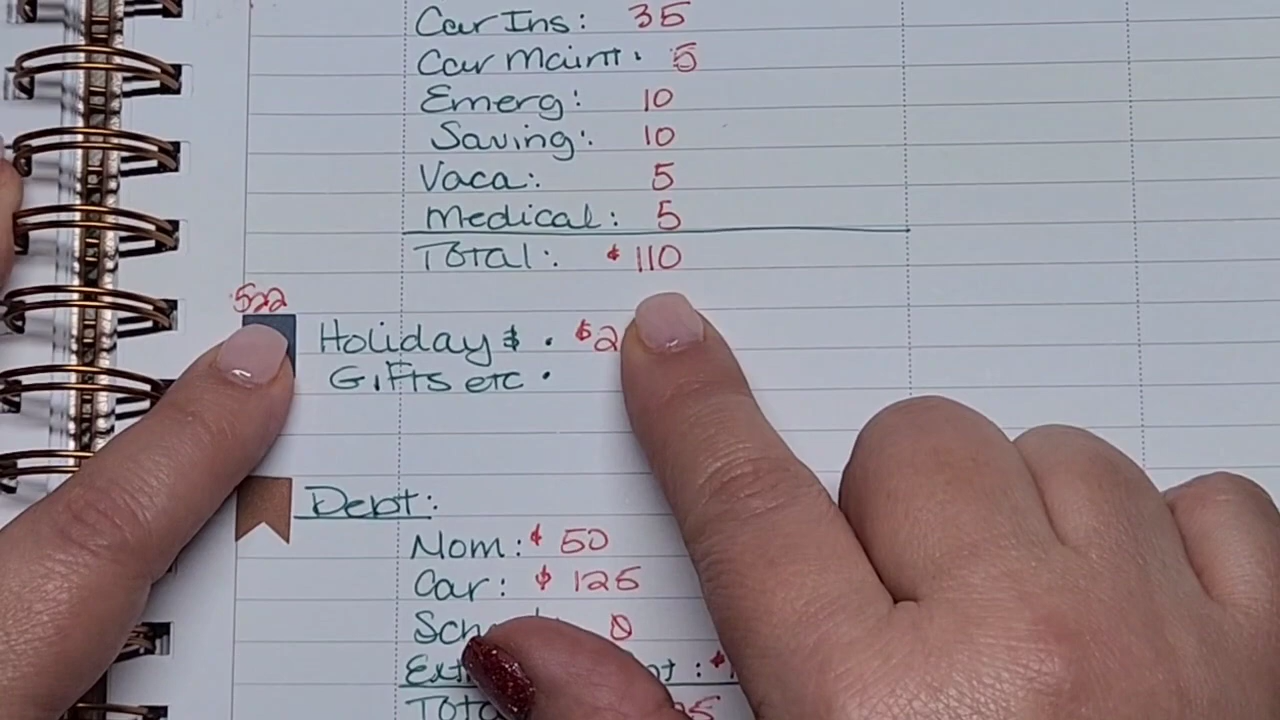 Car Ins: 35
Car Maint: 5
Emerg: 10
Saving: 10
Vaca: 5
Medical: 5
Total: $110
522
Holiday $ : $2
Gifts etc :
Debt:
Mom: $50
Car: $125
0